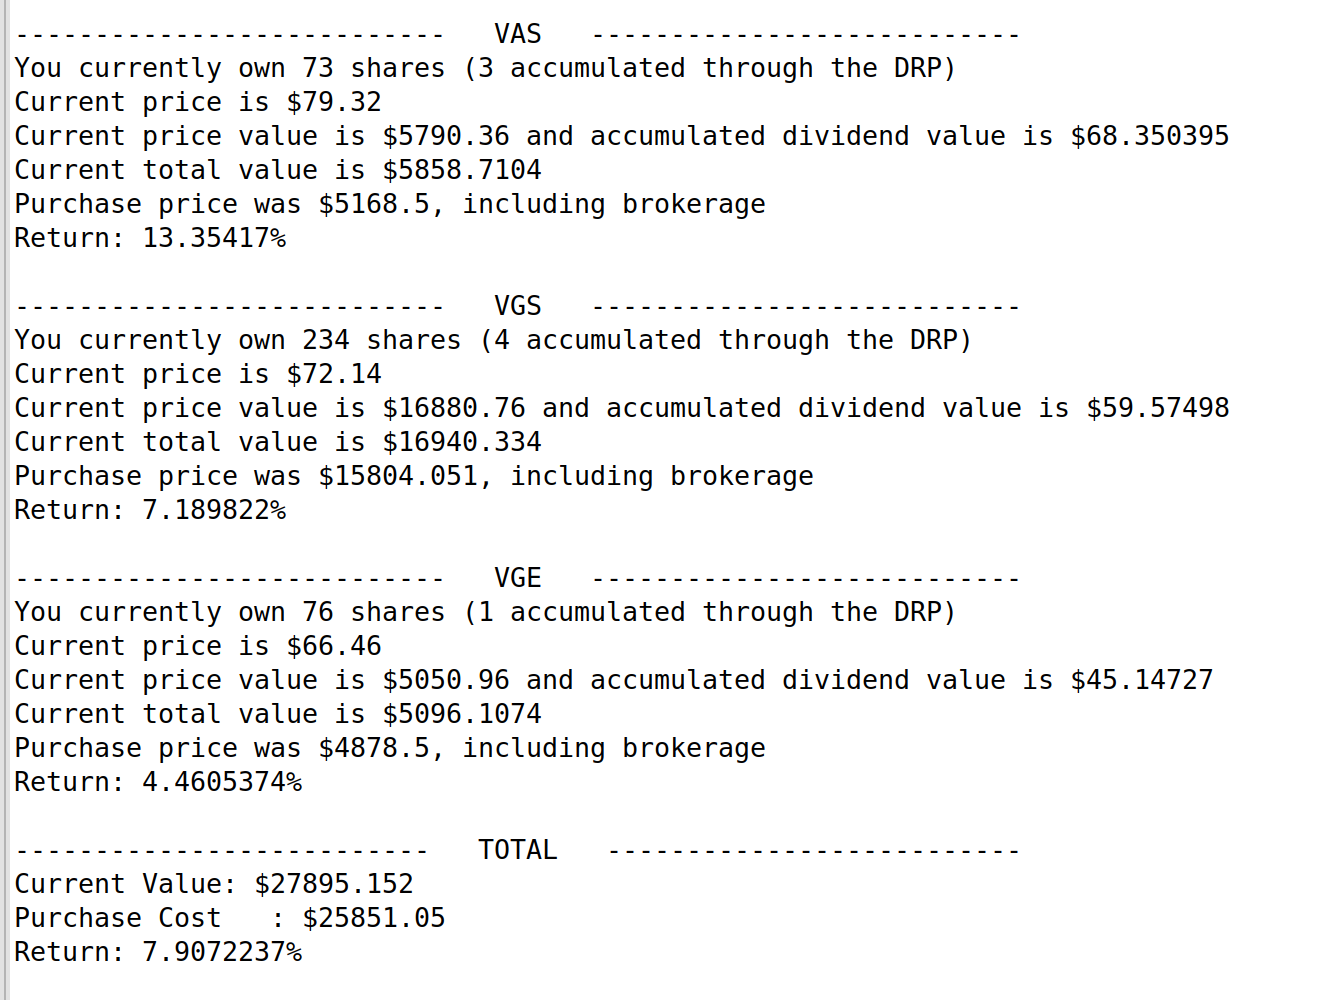 ---------------------------   VAS   ---------------------------
You currently own 73 shares (3 accumulated through the DRP)
Current price is $79.32
Current price value is $5790.36 and accumulated dividend value is $68.350395
Current total value is $5858.7104
Purchase price was $5168.5, including brokerage
Return: 13.35417%
---------------------------   VGS   ---------------------------
You currently own 234 shares (4 accumulated through the DRP)
Current price is $72.14
Current price value is $16880.76 and accumulated dividend value is $59.57498
Current total value is $16940.334
Purchase price was $15804.051, including brokerage
Return: 7.189822%
---------------------------   VGE   ---------------------------
You currently own 76 shares (1 accumulated through the DRP)
Current price is $66.46
Current price value is $5050.96 and accumulated dividend value is $45.14727
Current total value is $5096.1074
Purchase price was $4878.5, including brokerage
Return: 4.4605374%
--------------------------   TOTAL   --------------------------
Current Value: $27895.152
Purchase Cost   : $25851.05
Return: 7.9072237%